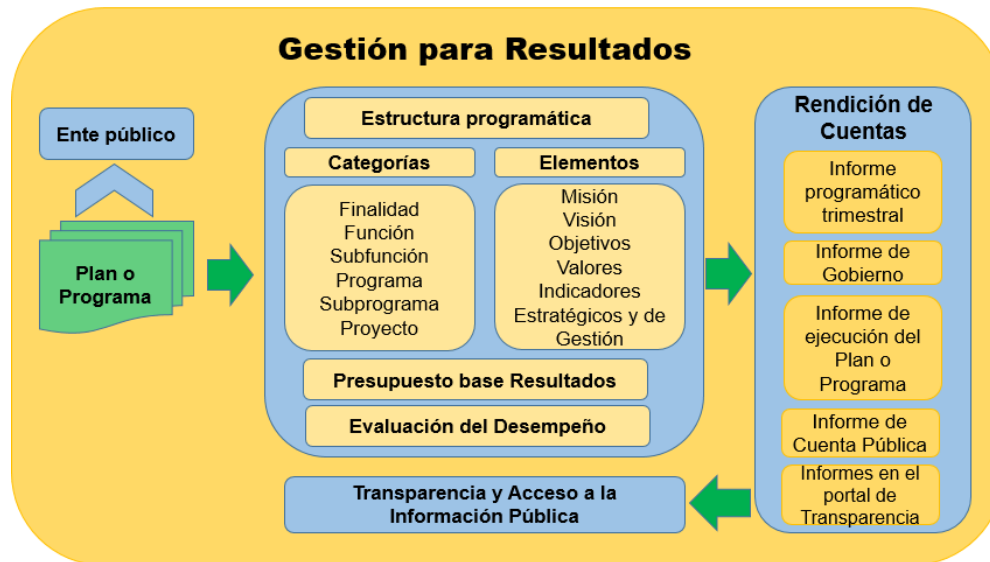 Gestión para Resultados
Ente público
Plan o
Programa
Estructura programática
Categorías
Finalidad
Función
Subfunción
Programa
Subprograma
Proyecto
Elementos
Misión
Visión
Objetivos
Valores
Indicadores
Estratégicos y de
Gestión
Presupuesto base Resultados
Evaluación del Desempeño
Rendición de
Cuentas
Informe
programático
trimestral
Informe de
Gobierno
Informe de
ejecución del
Plan o
Programa
Informe de
Cuenta Pública
Informes en el
portal de
Transparencia
Transparencia y Acceso a la
Información Pública